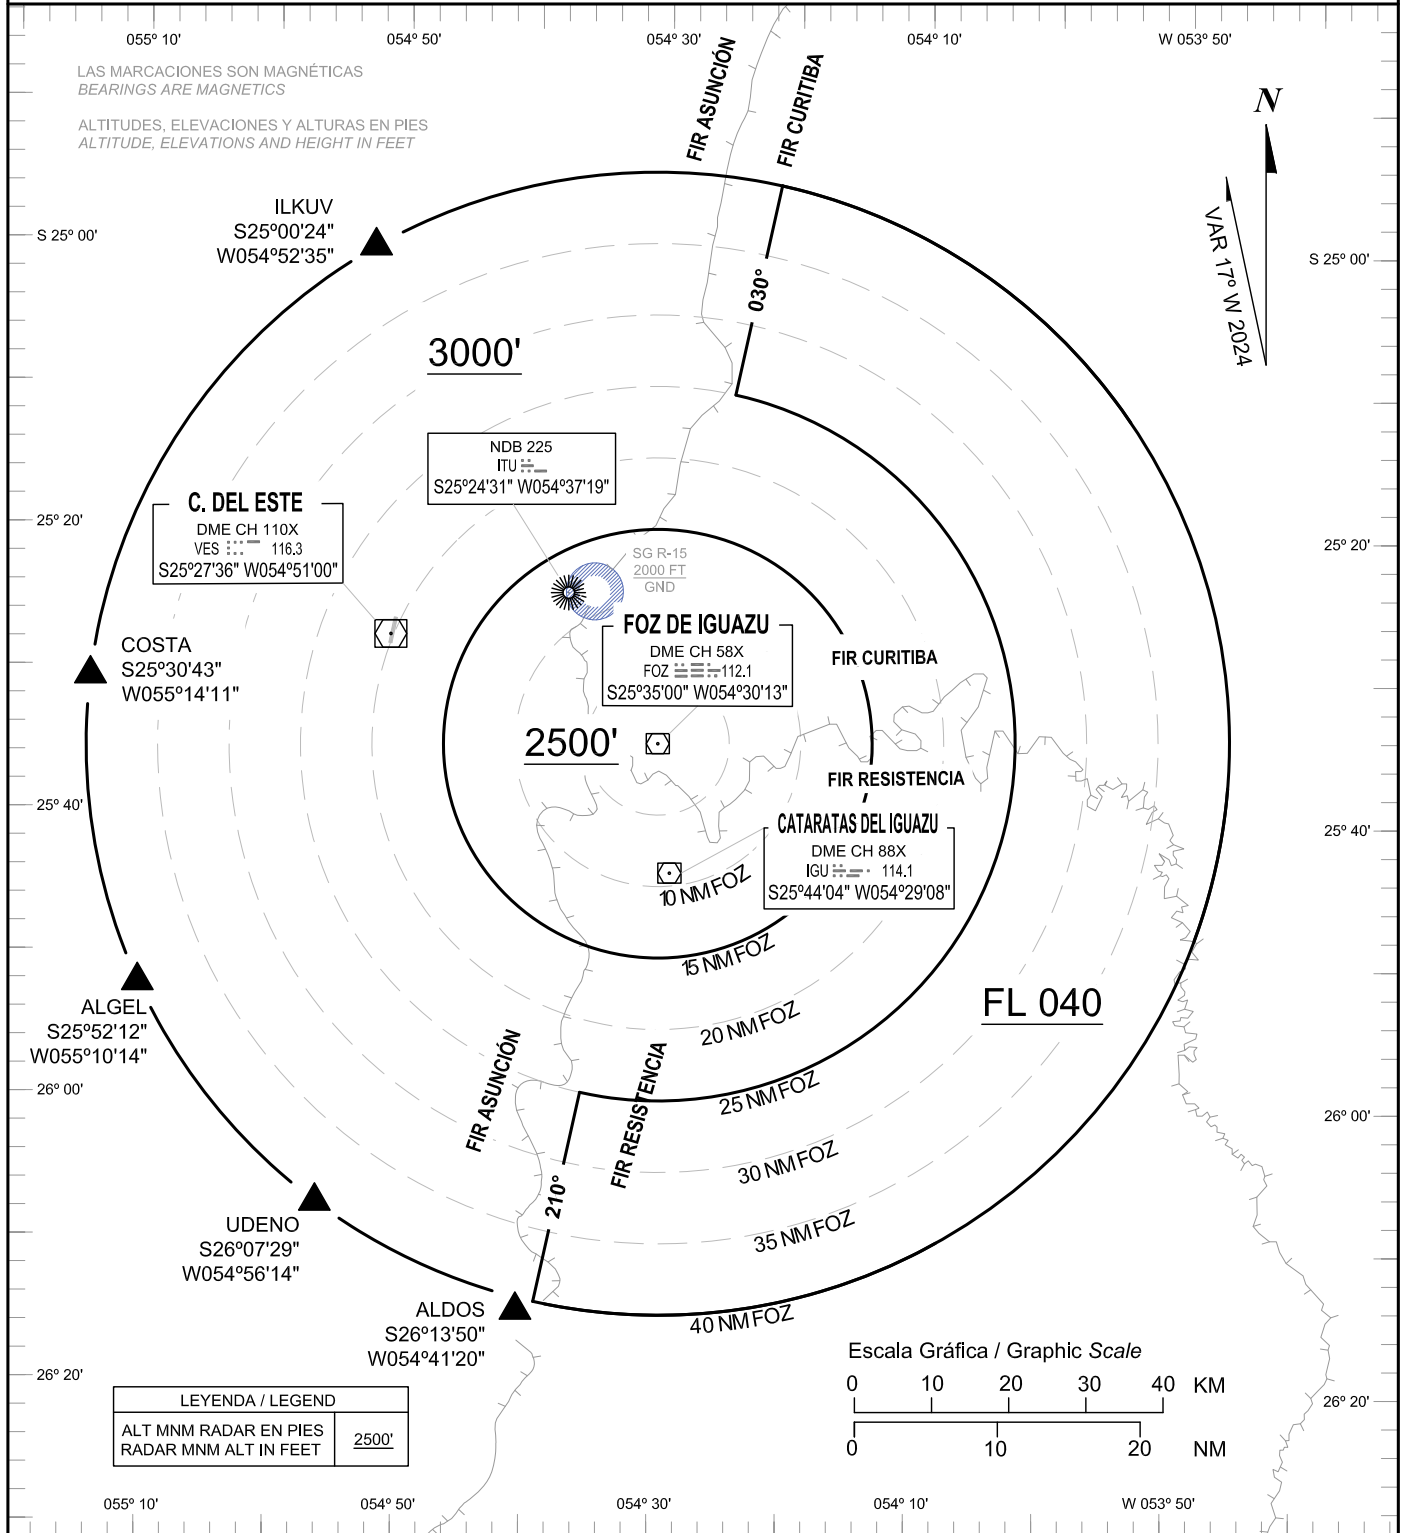 055º 10'
054º 50'
054º 30'
054º 10'
W 053º 50'
LAS MARCACIONES SON MAGNÉTICAS
BEARINGS ARE MAGNETICS
ALTITUDES, ELEVACIONES Y ALTURAS EN PIES
ALTITUDE, ELEVATIONS AND HEIGHT IN FEET
FIR ASUNCIÓN
FIR CURITIBA
N
VAR 17º W 2024
ILKUV
S25º00'24"
W054º52'35"
S 25º 00'
S 25º 00'
030°
3000'
NDB 225
ITU
S25º24'31" W054º37'19"
C. DEL ESTE
DME CH 110X
VES 116.3
S25º27'36" W054º51'00"
25º 20'
25º 20'
SG R-15
2000 FT
GND
FOZ DE IGUAZU
DME CH 58X
FOZ 112.1
S25º35'00" W054º30'13"
COSTA
S25º30'43"
W055º14'11"
FIR CURITIBA
2500'
FIR RESISTENCIA
25º 40'
25º 40'
CATARATAS DEL IGUAZU
DME CH 88X
IGU 114.1
S25º44'04" W054º29'08"
10 NM FOZ
15 NM FOZ
20 NM FOZ
25 NM FOZ
30 NM FOZ
35 NM FOZ
40 NM FOZ
FL 040
ALGEL
S25º52'12"
W055º10'14"
26º 00'
26º 00'
FIR ASUNCIÓN
FIR RESISTENCIA
210°
UDENO
S26º07'29"
W054º56'14"
ALDOS
S26º13'50"
W054º41'20"
26º 20'
26º 20'
Escala Gráfica / Graphic Scale
0 10 20 30 40 KM
0 10 20 NM
LEYENDA / LEGEND
ALT MNM RADAR EN PIES
RADAR MNM ALT IN FEET
2500'
055º 10'
054º 50'
054º 30'
054º 10'
W 053º 50'